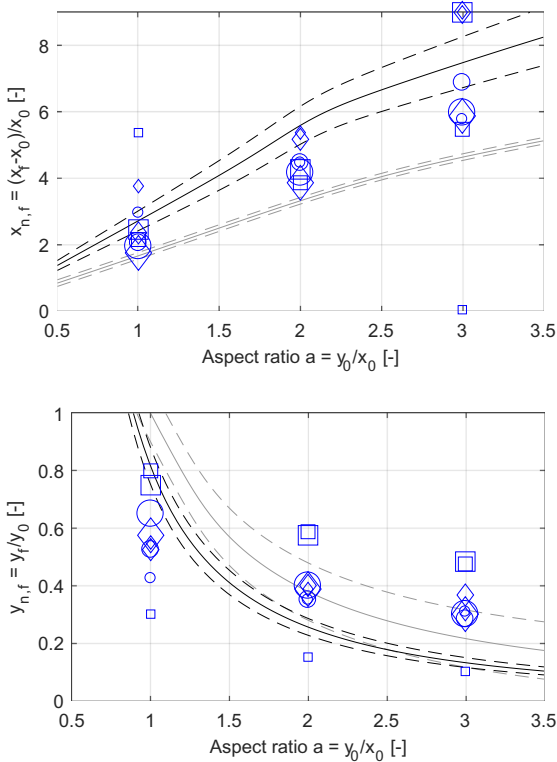 8
6
4
2
0
x_{n,f} = (x_f-x_0)/x_0 [-]
0.5 1 1.5 2 2.5 3 3.5
Aspect ratio a = y_0/x_0 [-]
1
0.8
0.6
0.4
0.2
0
y_{n,f} = y_f/y_0 [-]
0.5 1 1.5 2 2.5 3 3.5
Aspect ratio a = y_0/x_0 [-]